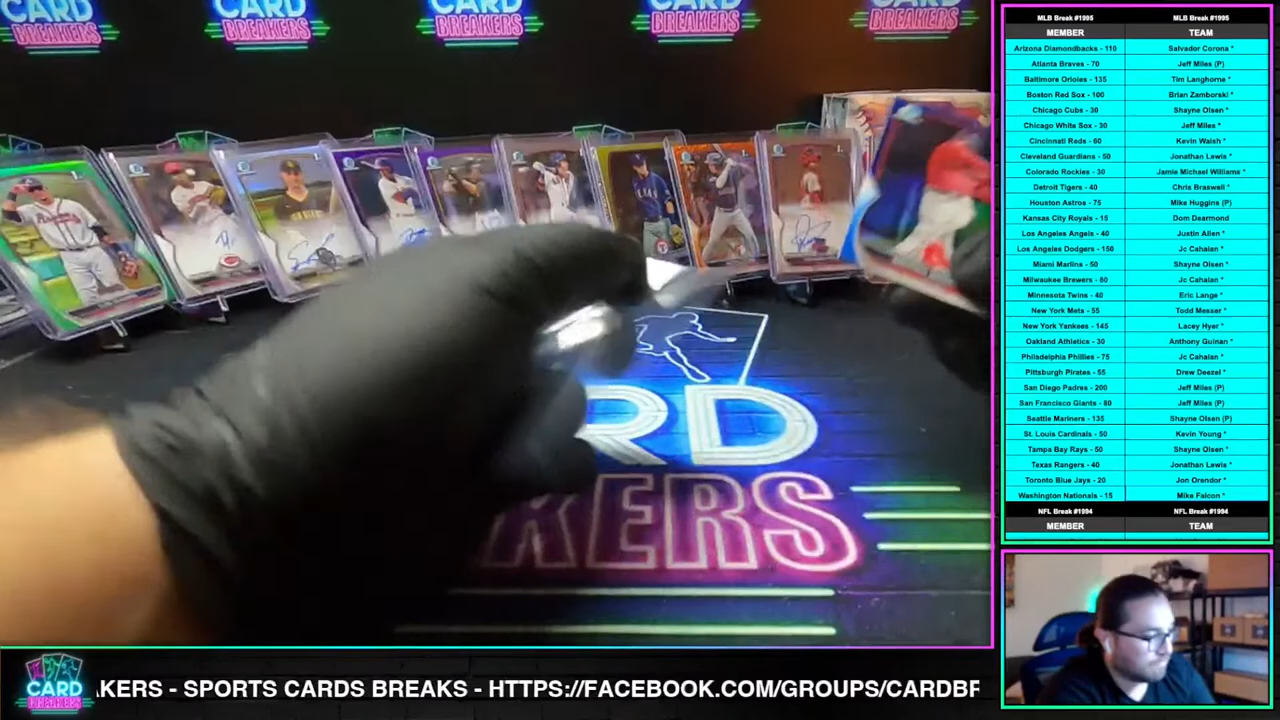 CARD
BREAKERS
CARD
BREAKERS
CARD
BREAKERS
CARD
BREAKERS
CARD
BREAKERS
MLB Break #1995 MLB Break #1995
MEMBER TEAM
Arizona Diamondbacks - 110 Salvador Corona *
Atlanta Braves - 70 Jeff Miles (P)
Baltimore Orioles - 135 Tim Langhorne *
Boston Red Sox - 100 Brian Zamborski *
Chicago Cubs - 30 Shayne Olsen *
Chicago White Sox - 30 Jeff Miles *
Cincinnati Reds - 60 Kevin Walsh *
Cleveland Guardians - 50 Jonathan Lewis *
Colorado Rockies - 30 Jamie Michael Williams *
Detroit Tigers - 40 Chris Braswell *
Houston Astros - 75 Mike Huggins (P)
Kansas City Royals - 15 Dom Dearmond
Los Angeles Angels - 40 Justin Allen *
Los Angeles Dodgers - 150 Jc Cahalan *
Miami Marlins - 50 Shayne Olsen *
Milwaukee Brewers - 80 Jc Cahalan *
Minnesota Twins - 40 Eric Lange *
New York Mets - 55 Todd Messer *
New York Yankees - 145 Lacey Hyer *
Oakland Athletics - 30 Anthony Guinan *
Philadelphia Phillies - 75 Jc Cahalan *
Pittsburgh Pirates - 55 Drew Deezel *
San Diego Padres - 200 Jeff Miles (P)
San Francisco Giants - 80 Jeff Miles (P)
Seattle Mariners - 135 Shayne Olsen (P)
St. Louis Cardinals - 50 Kevin Young *
Tampa Bay Rays - 50 Shayne Olsen *
Texas Rangers - 40 Jonathan Lewis *
Toronto Blue Jays - 20 Jon Orendor *
Washington Nationals - 15 Mike Falcon *
NFL Break #1994 NFL Break #1994
MEMBER TEAM
RD
KERS
CARD
BREAKERS
AKERS - SPORTS CARDS BREAKS - HTTPS://FACEBOOK.COM/GROUPS/CARDBR